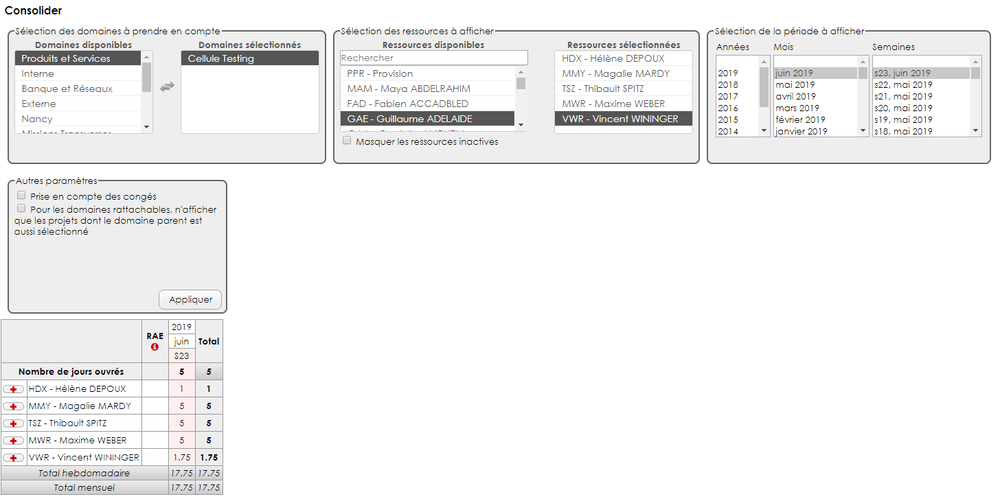 Consolider
Sélection des domaines à prendre en compte
Domaines disponibles
Produits et Services
Interne
Banque et Réseaux
Externe
Nancy
Domaines sélectionnés
Cellule Testing
Sélection des ressources à afficher
Ressources disponibles
Rechercher
PPR - Provision
MAM - Maya ABDELRAHIM
FAD - Fabien ACCADBLED
GAE - Guillaume ADELAIDE
Masquer les ressources inactives
Ressources sélectionnées
HDX - Hélène DEPOUX
MMY - Magalie MARDY
TSZ - Thibault SPITZ
MWR - Maxime WEBER
VWR - Vincent WININGER
Sélection de la période à afficher
Années
2019
2018
2017
2016
2015
2014
Mois
juin 2019
mai 2019
avril 2019
mars 2019
février 2019
janvier 2019
Semaines
s23, juin 2019
s22, mai 2019
s21, mai 2019
s20, mai 2019
s19, mai 2019
s18, mai 2019
Autres paramètres
Prise en compte des congés
Pour les domaines rattachables, n'afficher
que les projets dont le domaine parent est
aussi sélectionné
Appliquer
RAE 2019 Total
juin
S23
Nombre de jours ouvrés 5 5
HDX - Hélène DEPOUX 1 1
MMY - Magalie MARDY 5 5
TSZ - Thibault SPITZ 5 5
MWR - Maxime WEBER 5 5
VWR - Vincent WININGER 1.75 1.75
Total hebdomadaire 17.75 17.75
Total mensuel 17.75 17.75